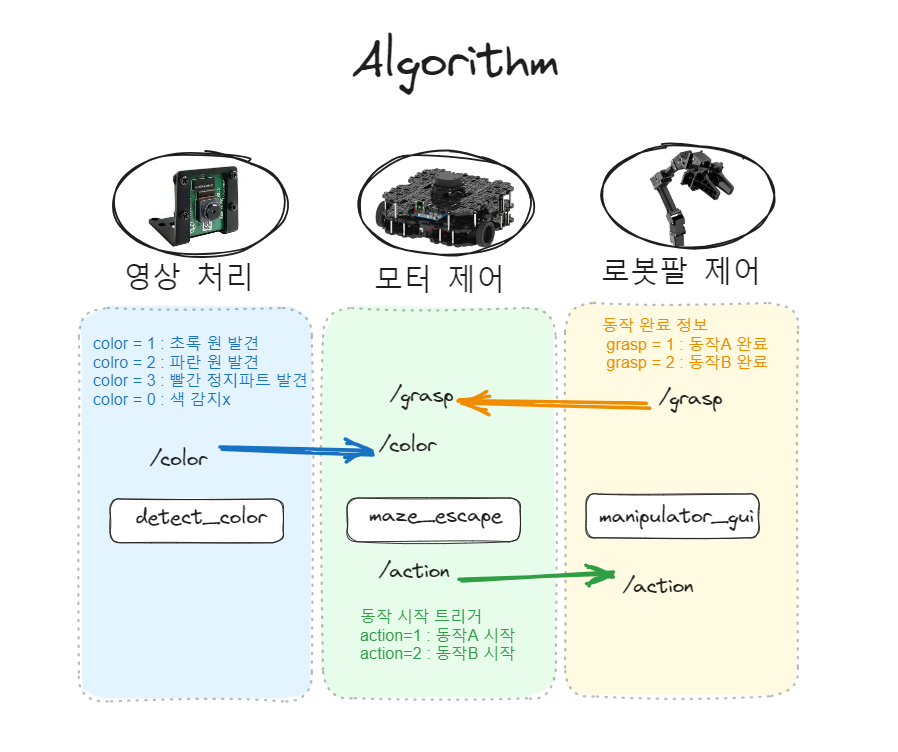 Algorithm
영상 처리
모터 제어
로봇팔 제어
color = 1 : 초록 원 발견
colro = 2 : 파란 원 발견
color = 3 : 빨간 정지파트 발견
color = 0 : 색 감지x
/color
detect_color
/grasp
/color
maze_escape
/action
동작 시작 트리거
action=1 : 동작A 시작
action=2 : 동작B 시작
동작 완료 정보
grasp = 1 : 동작A 완료
grasp = 2 : 동작B 완료
/grasp
manipulator_gui
/action